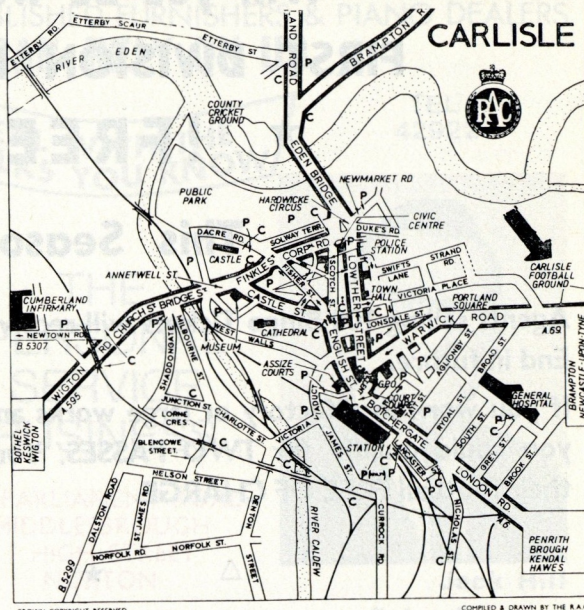 CARLISLE
RAC
ETTERBY RD
ETTERBY SCAUR
ETTERBY ST
RIVER EDEN
LAND ROAD
BRAMPTON R
COUNTY
CRICKET
GROUND
EDEN BRIDGE
NEWMARKET RD
PUBLIC
PARK
HARDWICKE
CIRCUS
CIVIC
CENTRE
DACRE RD
SOLWAY TERR.
DUKE'S RD
POLICE
STATION
CASTLE
CORP'RD
FINKLE S
FISHER ST
SCOTCH ST
LOWTHER STREET
SWIFTS
LANE
STRAND
RD
CARLISLE
FOOTBALL
GROUND
ANNETWELL ST
TOWN
HALL
VICTORIA PLACE
PORTLAND
SQUARE
CUMBERLAND
INFIRMARY
CASTLE ST
LONSDALE ST
CHURCH ST
BRIDGE ST
WARWICK ROAD
A69
NEWTOWN RD
B 5307
CATHEDRAL
WEST
WALLS
MUSEUM
ENGLISH S
AGLIONBY ST
BROAD ST
BRAMPTON
NEWCASTLE-UPON-TYNE
WIGTON RD
A595
SHADDONGATE
MELBOURNE ST
ASSIZE
COURTS
G.P.O.
COURT
SQUARE
GENERAL
HOSPITAL
BOTHEL
KESWICK
WIGTON
JUNCTION ST
CHARLOTTE ST
LORNE
CRES.
VICTORIA
VIADUCT
JAMES ST
STATION
BOTCHERGATE
RYDAL ST
SOUTH ST
GREY ST
BROOK ST
BLENCOWE
STREET
LANCASTER ST
LONDON RD
A6
NELSON STREET
DENTON
STREET
DALSTON ROAD
ST.JAMES RD
NORFOLK RD
NORFOLK ST.
RIVER CALDEW
CURROCK RD
ST NICHOLAS ST
B 5299
PENRITH
BROUGH
KENDAL
HAWES
COMPILED & DRAWN BY THE R.A.C.